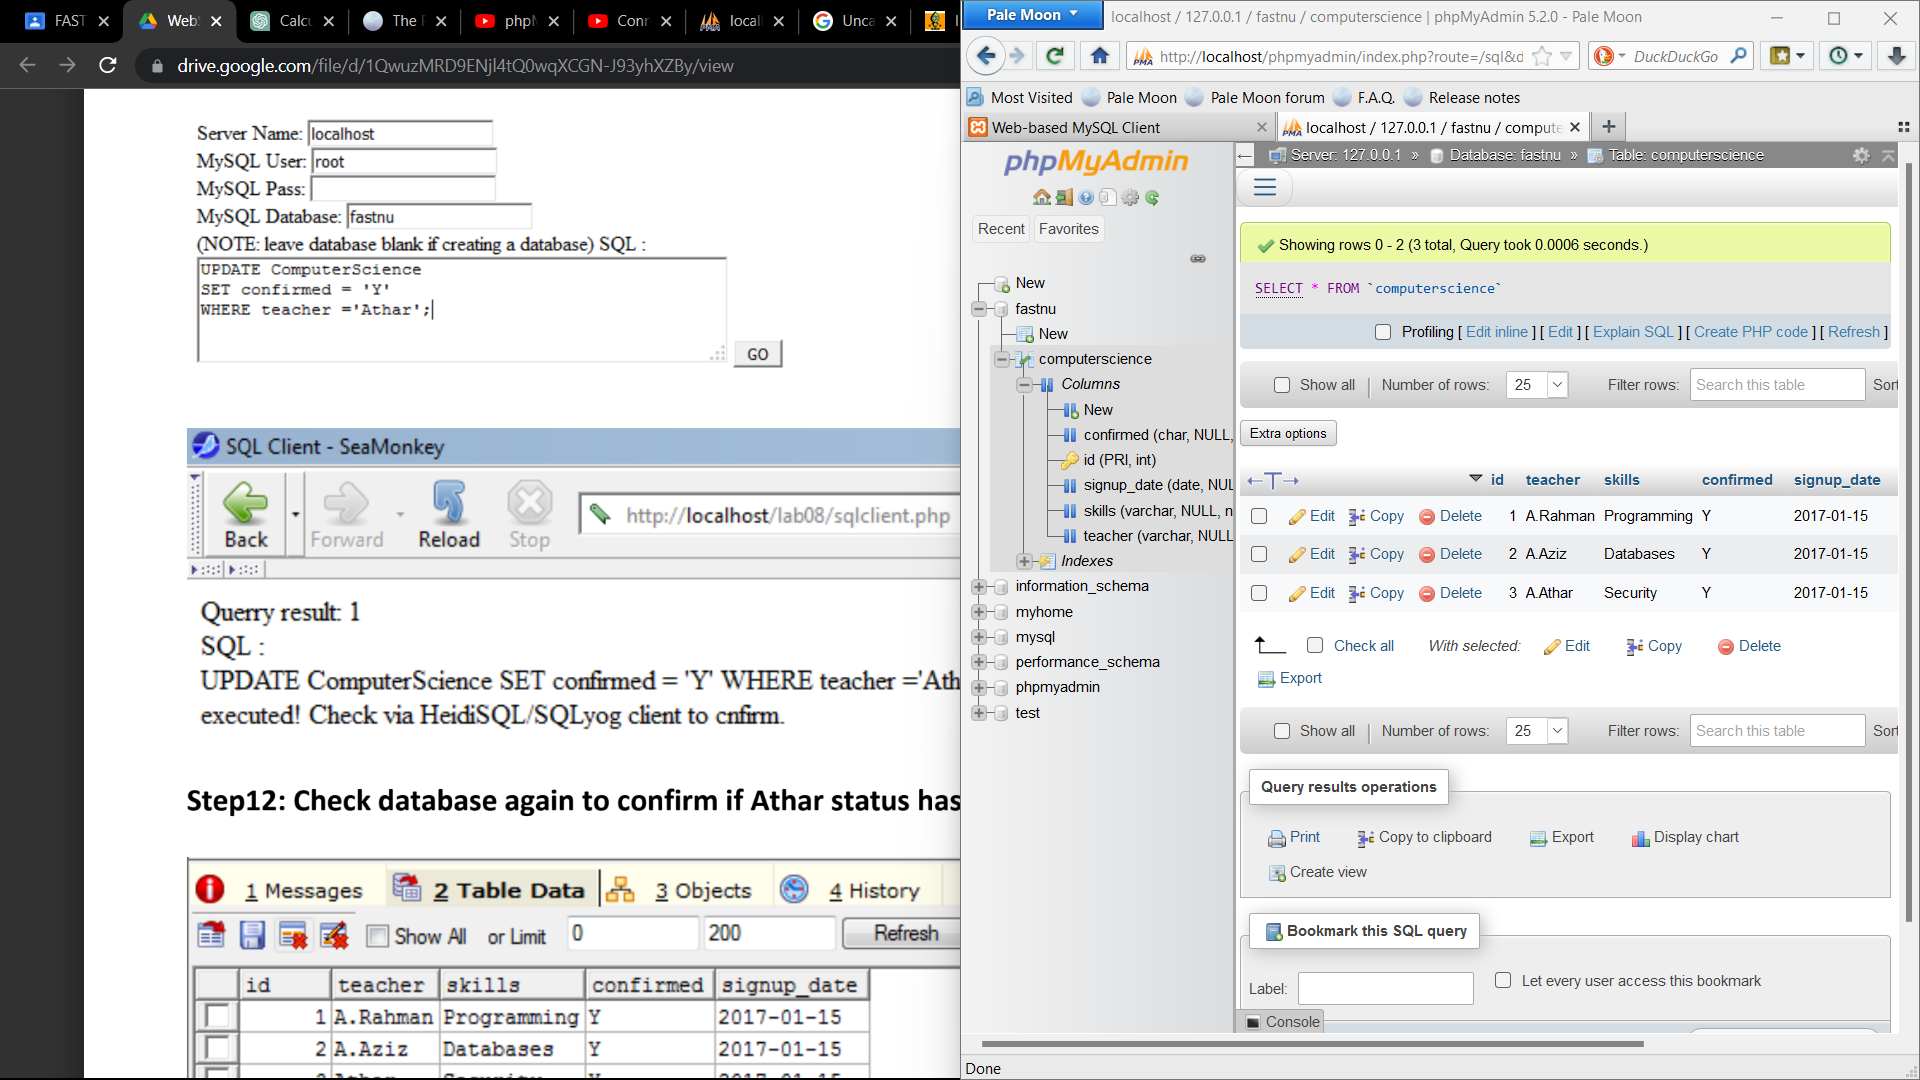 FAST
WebS
Calcu
The P
phpM
Conn
locall
Unca
drive.google.com/file/d/1QwuzMRD9ENjl4tQ0wqXCGN-J93yhXZBy/view
Server Name: localhost
MySQL User: root
MySQL Pass:
MySQL Database: fastnu
(NOTE: leave database blank if creating a database) SQL :
UPDATE ComputerScience
SET confirmed = 'Y'
WHERE teacher ='Athar';
GO
SQL Client - SeaMonkey
Back
Forward
Reload
Stop
http://localhost/lab08/sqlclient.php
Querry result: 1
SQL :
UPDATE ComputerScience SET confirmed = 'Y' WHERE teacher ='Ath
executed! Check via HeidiSQL/SQLyog client to cnfirm.
Step12: Check database again to confirm if Athar status has
1 Messages
2 Table Data
3 Objects
4 History
Show All or Limit 0 200 Refresh
id teacher skills confirmed signup_date
1 A.Rahman Programming Y 2017-01-15
2 A.Aziz Databases Y 2017-01-15
Pale Moon
localhost / 127.0.0.1 / fastnu / computerscience | phpMyAdmin 5.2.0 - Pale Moon
PMA http://localhost/phpmyadmin/index.php?route=/sql&d
DuckDuckGo
Most Visited Pale Moon Pale Moon forum F.A.Q. Release notes
Web-based MySQL Client
PMA localhost / 127.0.0.1 / fastnu / compute
phpMyAdmin
Recent Favorites
New
fastnu
New
computerscience
Columns
New
confirmed (char, NULL,
id (PRI, int)
signup_date (date, NUL
skills (varchar, NULL, n
teacher (varchar, NULL
Indexes
information_schema
myhome
mysql
performance_schema
phpmyadmin
test
Server: 127.0.0.1 » Database: fastnu » Table: computerscience
Showing rows 0 - 2 (3 total, Query took 0.0006 seconds.)
SELECT * FROM `computerscience`
Profiling [ Edit inline ] [ Edit ] [ Explain SQL ] [ Create PHP code ] [ Refresh ]
Show all | Number of rows: 25 Filter rows: Search this table Sort
Extra options
←T→ id teacher skills confirmed signup_date
Edit Copy Delete 1 A.Rahman Programming Y 2017-01-15
Edit Copy Delete 2 A.Aziz Databases Y 2017-01-15
Edit Copy Delete 3 A.Athar Security Y 2017-01-15
Check all With selected: Edit Copy Delete
Export
Show all | Number of rows: 25 Filter rows: Search this table Sort
Query results operations
Print Copy to clipboard Export Display chart
Create view
Bookmark this SQL query
Label: Let every user access this bookmark
Console
Done